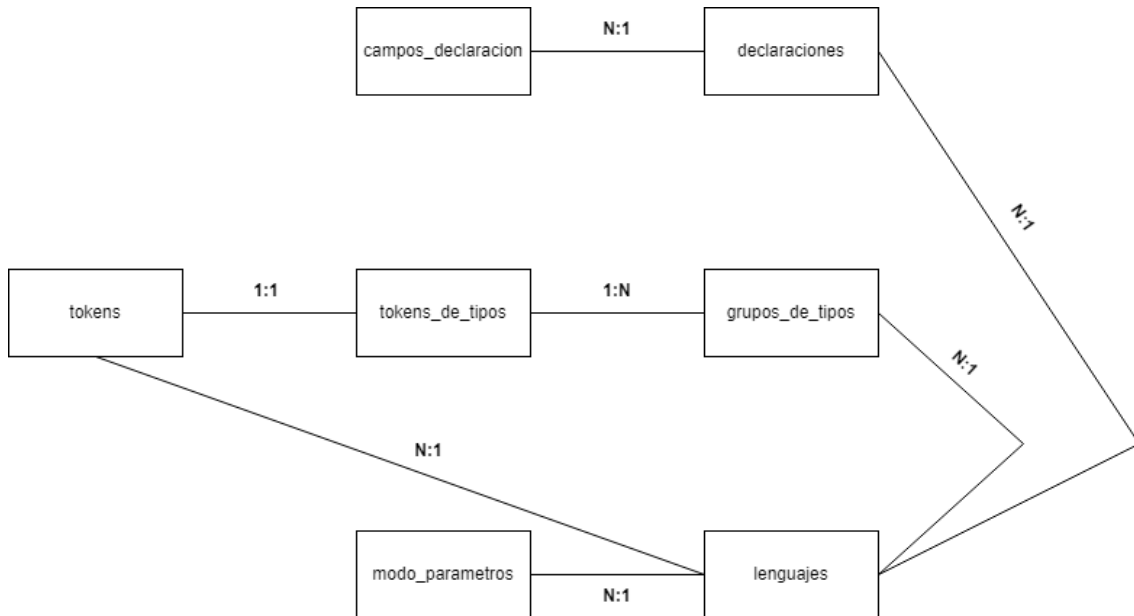 N:1
campos_declaracion
declaraciones
N:1
1:1
1:N
tokens
tokens_de_tipos
grupos_de_tipos
N:1
N:1
modo_parametros
lenguajes
N:1